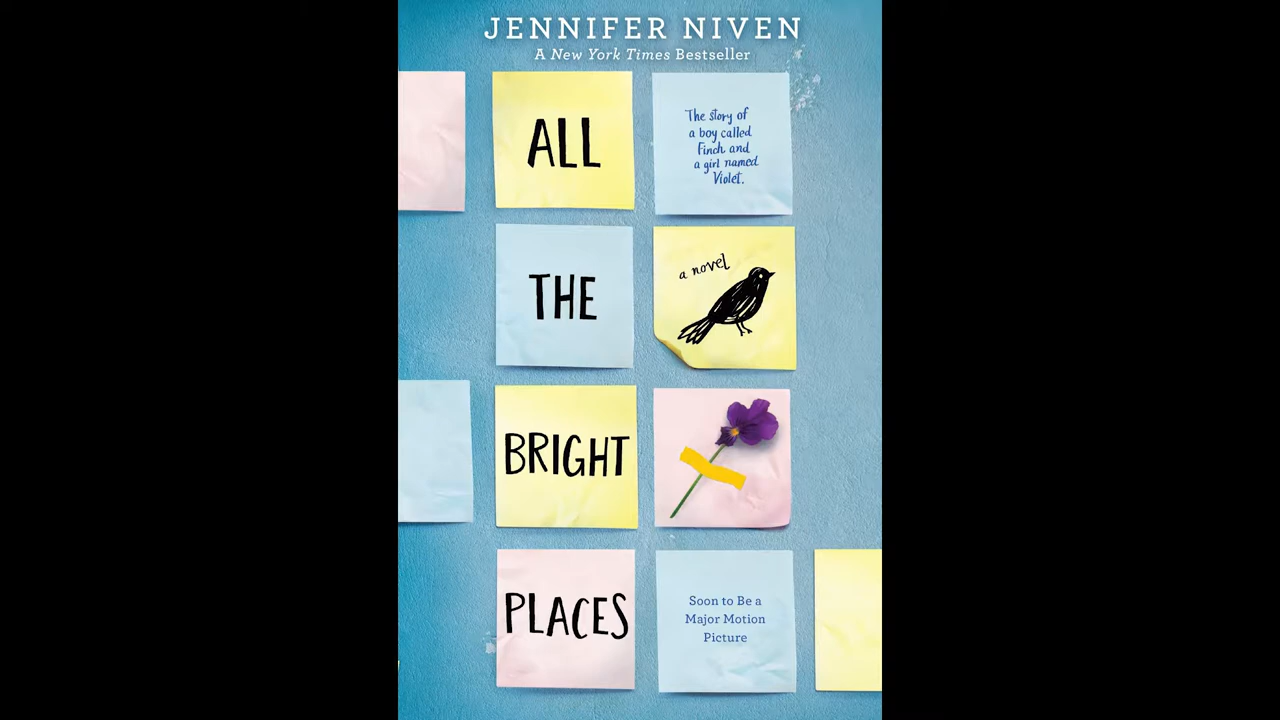 JENNIFER NIVEN
A New York Times Bestseller
ALL
The story of
a boy called
Finch and
a girl named
Violet.
THE
a novel
BRIGHT
PLACES
Soon to Be a
Major Motion
Picture